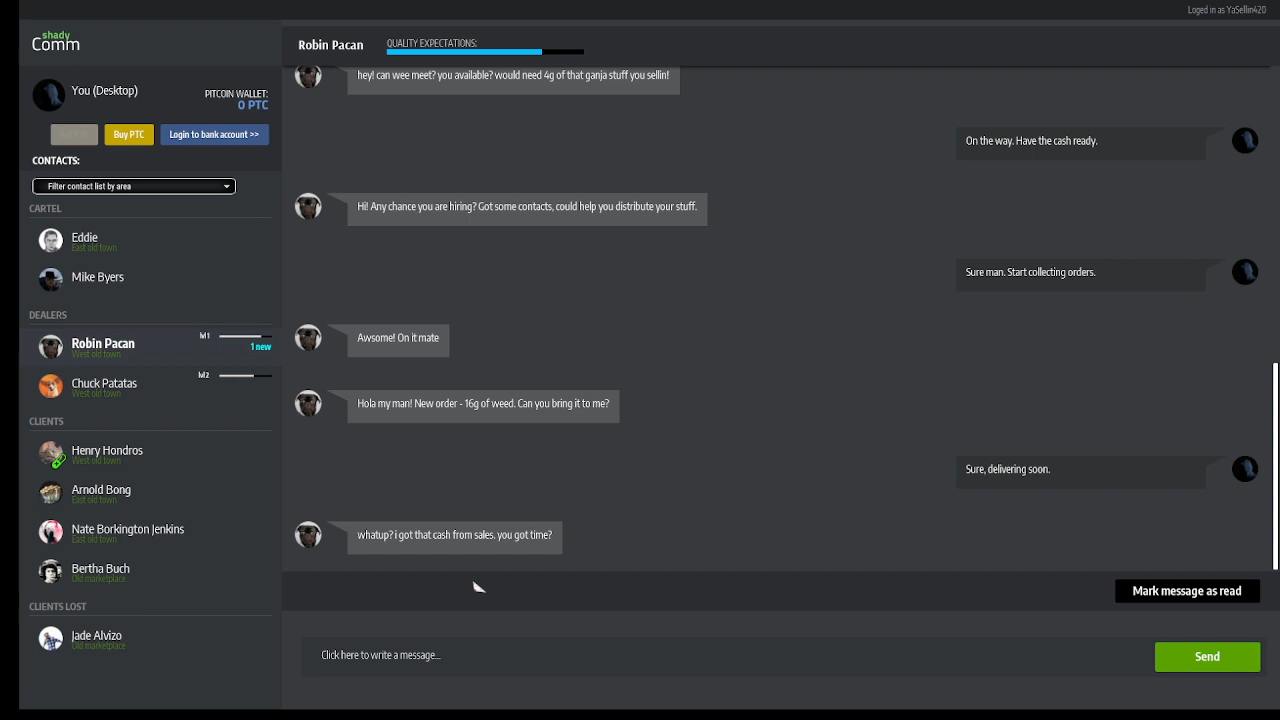 Loged in as YaSellin420
shady
Comm
Robin Pacan
QUALITY EXPECTATIONS:
You (Desktop)
PITCOIN WALLET:
0 PTC
Buy PTC
Login to bank account >>
CONTACTS:
Filter contact list by area
CARTEL
Eddie
East old town
Mike Byers
DEALERS
Robin Pacan
West old town
lvl1
1 new
Chuck Patatas
West old town
lvl2
CLIENTS
Henry Hondros
West old town
Arnold Bong
East old town
Nate Borkington Jenkins
East old town
Bertha Buch
Old marketplace
CLIENTS LOST
Jade Alvizo
Old marketplace
hey! can wee meet? you available? would need 4g of that ganja stuff you sellin!
On the way. Have the cash ready.
Hi! Any chance you are hiring? Got some contacts, could help you distribute your stuff.
Sure man. Start collecting orders.
Awsome! On it mate
Hola my man! New order - 16g of weed. Can you bring it to me?
Sure, delivering soon.
whatup? i got that cash from sales. you got time?
Mark message as read
Click here to write a message...
Send